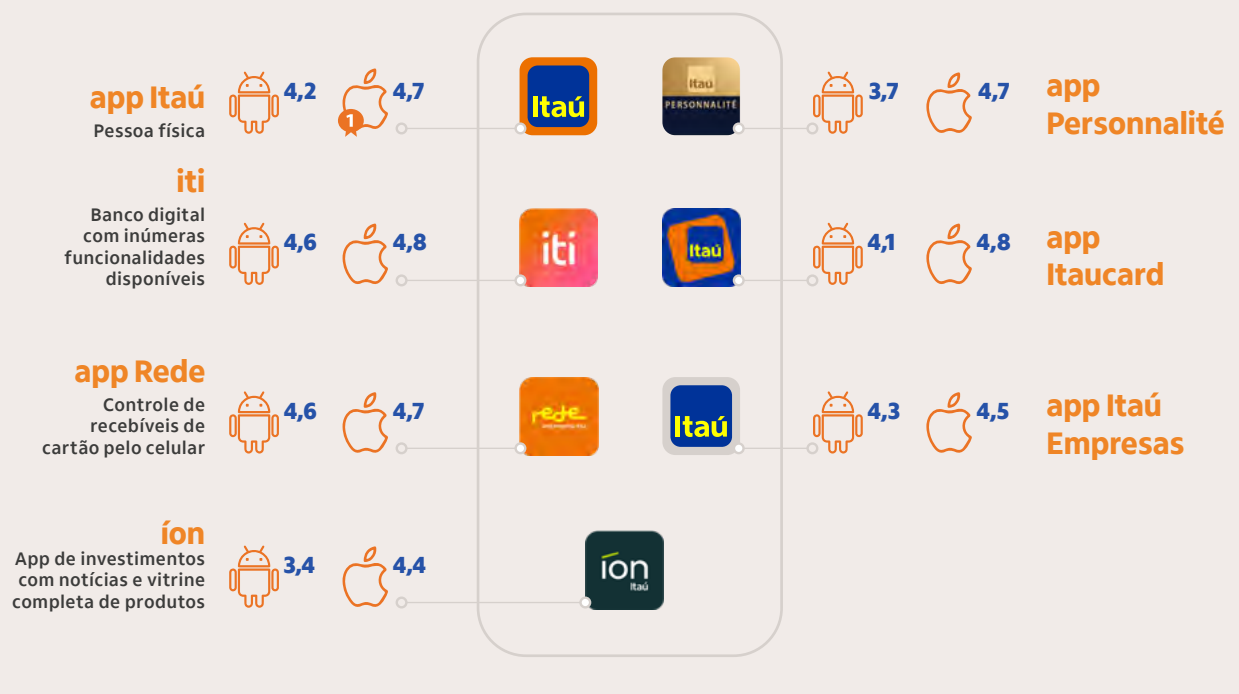 app Itaú
Pessoa física
4,2
4,7
1
Itaú
Itaú
PERSONNALITÉ
3,7
4,7
app
Personnalité
iti
Banco digital
com inúmeras
funcionalidades
disponíveis
4,6
4,8
iti
Itaú
4,1
4,8
app
Itaucard
app Rede
Controle de
recebíveis de
cartão pelo celular
4,6
4,7
rede
Itaú
4,3
4,5
app Itaú
Empresas
íon
App de investimentos
com notícias e vitrine
completa de produtos
3,4
4,4
íon
Itaú